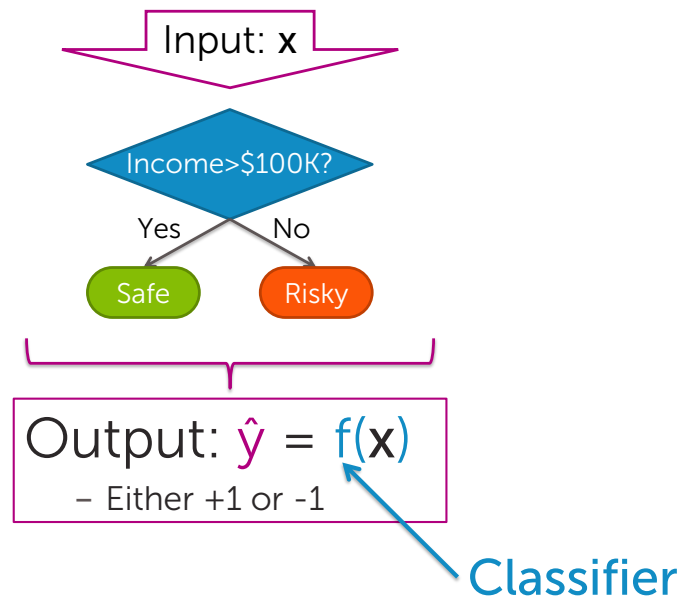 Input: x
Income>$100K?
Yes No
Safe Risky
Output: ŷ = f(x)
– Either +1 or -1
Classifier